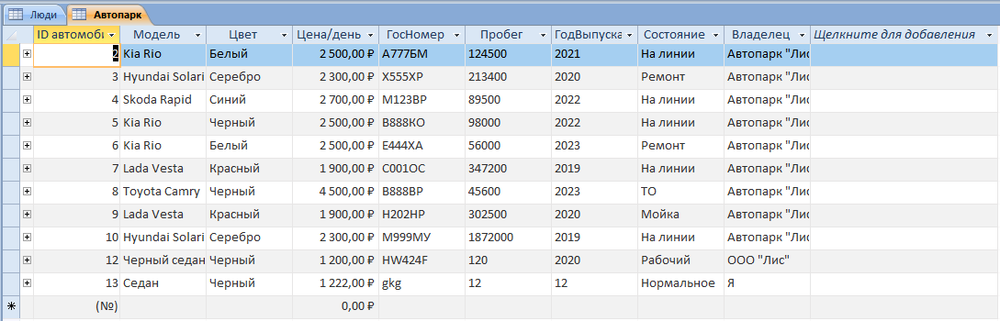 Люди Автопарк
ID автомоби Модель Цвет Цена/день ГосНомер Пробег ГодВыпуска Состояние Владелец Щелкните для добавления
2 Kia Rio Белый 2 500,00 ₽ А777БМ 124500 2021 На линии Автопарк "Лис
3 Hyundai Solari Серебро 2 300,00 ₽ Х555ХР 213400 2020 Ремонт Автопарк "Лис
4 Skoda Rapid Синий 2 700,00 ₽ М123ВР 89500 2022 На линии Автопарк "Лис
5 Kia Rio Черный 2 500,00 ₽ В888КО 98000 2022 На линии Автопарк "Лис
6 Kia Rio Белый 2 500,00 ₽ Е444ХА 56000 2023 Ремонт Автопарк "Лис
7 Lada Vesta Красный 1 900,00 ₽ С001ОС 347200 2019 На линии Автопарк "Лис
8 Toyota Camry Черный 4 500,00 ₽ В888ВР 45600 2023 ТО Автопарк "Лис
9 Lada Vesta Красный 1 900,00 ₽ Н202НР 302500 2020 Мойка Автопарк "Лис
10 Hyundai Solari Серебро 2 300,00 ₽ М999МУ 1872000 2019 На линии Автопарк "Лис
12 Черный седан Черный 1 200,00 ₽ HW424F 120 2020 Рабочий ООО "Лис"
13 Седан Черный 1 222,00 ₽ gkg 12 12 Нормальное Я
(№) 0,00 ₽